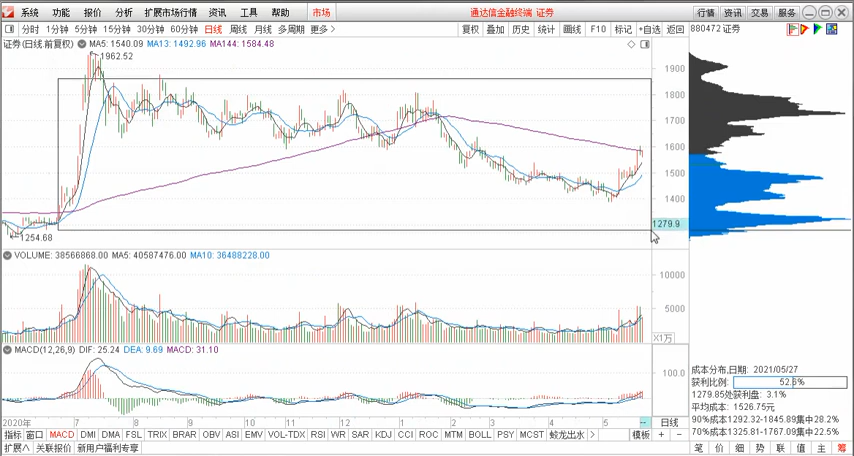 系统 功能 报价 分析 扩展市场行情 资讯 工具 帮助 市场 通达信金融终端 证券 行情 资讯 交易 服务
分时 1分钟 5分钟 15分钟 30分钟 60分钟 日线 周线 月线 多周期 更多> 复权 叠加 历史 统计 画线 F10 标记 +自选 返回 880472 证券
证券(日线.前复权) MA5: 1540.09 MA13: 1492.96 MA144: 1584.48
1962.52
1900
1800
1700
1600
1500
1400
1279.9
1254.68
VOLUME: 38566868.00 MA5: 40587476.00 MA10: 36488228.00
10000
5000
X1万
MACD(12,26,9) DIF: 25.24 DEA: 9.69 MACD: 31.10
100.0
0.00
2020年 7 8 9 10 11 12 1 2 3 4 5 日线
指标 窗口 MACD DMI DMA FSL TRIX BRAR OBV ASI EMV VOL-TDX RSI WR SAR KDJ CCI ROC MTM BOLL PSY MCST 蛟龙出水 > 模板 + -
扩展∧ 关联报价 新用户福利专享
成本分布,日期: 2021/05/27
获利比例: 52.6%
1279.85处获利盘: 3.1%
平均成本: 1526.75元
90%成本1292.32-1845.89集中28.2%
70%成本1325.81-1767.09集中22.5%
笔 价 细 势 联 值 主 筹